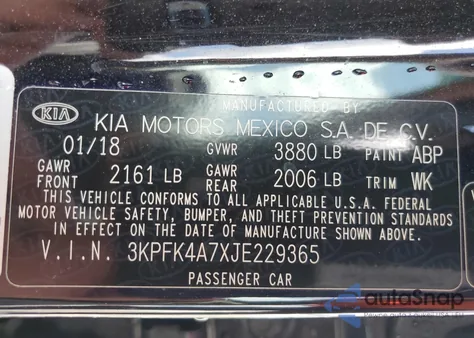 MANUFACTURED BY
KIA KIA MOTORS MEXICO S.A. DE C.V.
01/18 GVWR 3880 LB PAINT ABP
GAWR FRONT 2161 LB GAWR REAR 2006 LB TRIM WK
THIS VEHICLE CONFORMS TO ALL APPLICABLE U.S.A. FEDERAL
MOTOR VEHICLE SAFETY, BUMPER, AND THEFT PREVENTION STANDARDS
IN EFFECT ON THE DATE OF MANUFACTURE SHOWN ABOVE.
V.I.N. 3KPFK4A7XJE229365
PASSENGER CAR
autoSnap